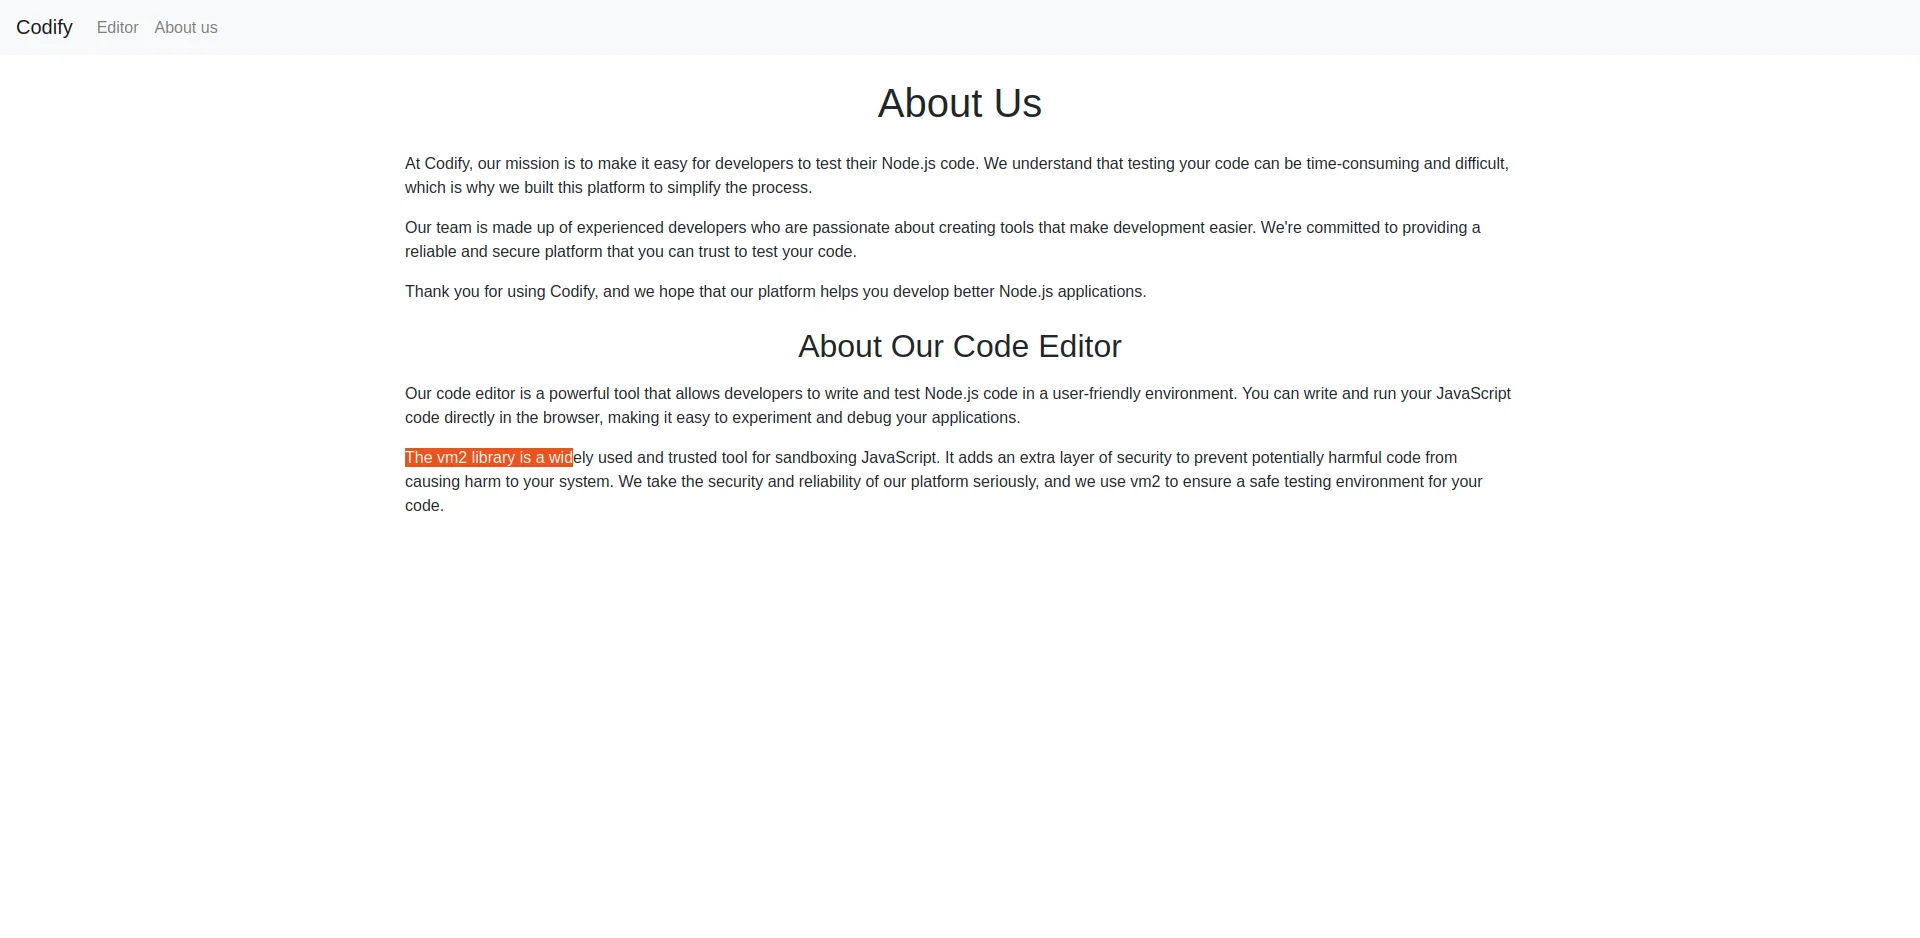 Codify Editor About us
About Us
At Codify, our mission is to make it easy for developers to test their Node.js code. We understand that testing your code can be time-consuming and difficult,
which is why we built this platform to simplify the process.
Our team is made up of experienced developers who are passionate about creating tools that make development easier. We're committed to providing a
reliable and secure platform that you can trust to test your code.
Thank you for using Codify, and we hope that our platform helps you develop better Node.js applications.
About Our Code Editor
Our code editor is a powerful tool that allows developers to write and test Node.js code in a user-friendly environment. You can write and run your JavaScript
code directly in the browser, making it easy to experiment and debug your applications.
The vm2 library is a widely used and trusted tool for sandboxing JavaScript. It adds an extra layer of security to prevent potentially harmful code from
causing harm to your system. We take the security and reliability of our platform seriously, and we use vm2 to ensure a safe testing environment for your
code.